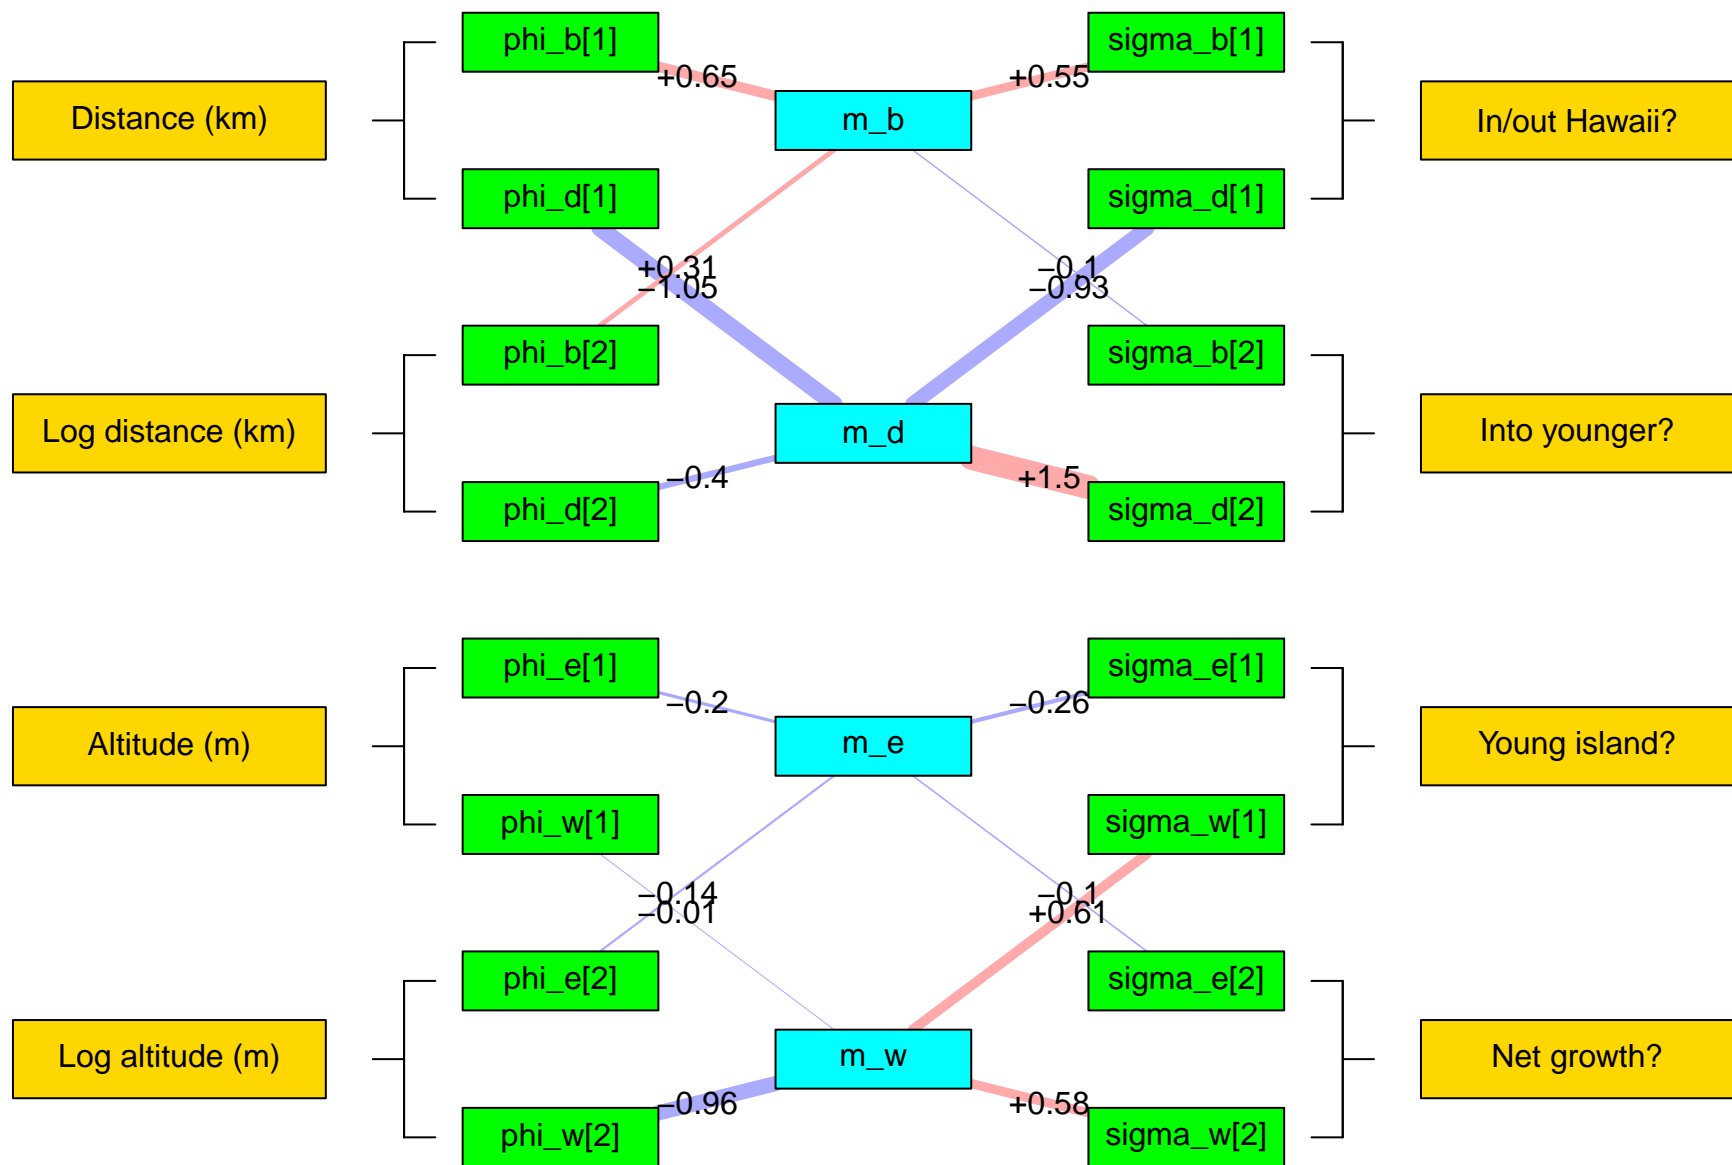 phi_b[1]
sigma_b[1]
+0.65
+0.55
Distance (km)
m_b
In/out Hawaii?
phi_d[1]
sigma_d[1]
+0.31
−0.1
−1.05
−0.93
phi_b[2]
sigma_b[2]
Log distance (km)
m_d
Into younger?
−0.4
+1.5
phi_d[2]
sigma_d[2]
phi_e[1]
sigma_e[1]
−0.2
−0.26
Altitude (m)
m_e
Young island?
phi_w[1]
sigma_w[1]
−0.14
−0.1
−0.01
+0.61
phi_e[2]
sigma_e[2]
Log altitude (m)
m_w
Net growth?
−0.96
+0.58
phi_w[2]
sigma_w[2]